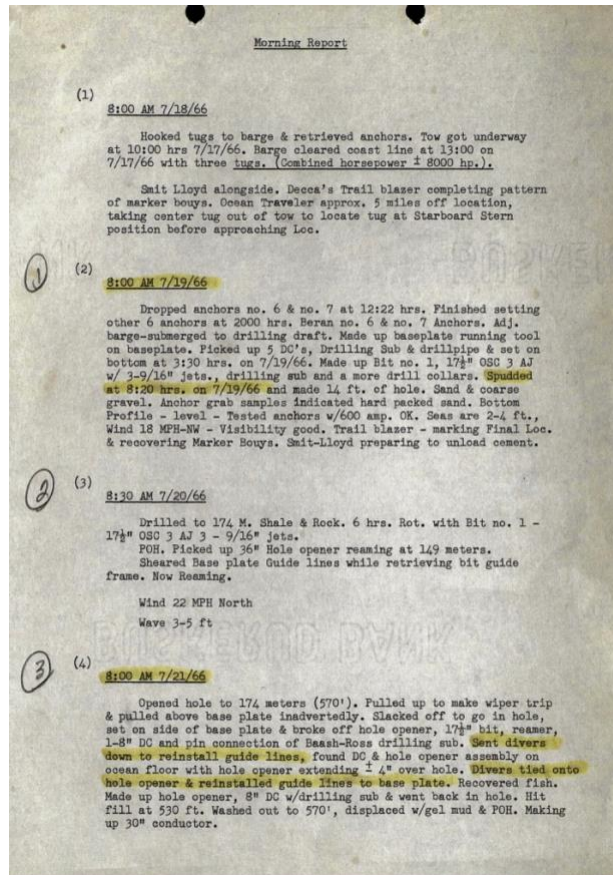 Morning Report
(1)
8:00 AM 7/18/66
Hooked tugs to barge & retrieved anchors. Tow got underway
at 10:00 hrs 7/17/66. Barge cleared coast line at 13:00 on
7/17/66 with three tugs. (Combined horsepower ± 8000 hp.).
Smit Lloyd alongside. Decca's Trail blazer completing pattern
of marker bouys. Ocean Traveler approx. 5 miles off location,
taking center tug out of tow to locate tug at Starboard Stern
position before approaching Loc.
1
(2)
8:00 AM 7/19/66
Dropped anchors no. 6 & no. 7 at 12:22 hrs. Finished setting
other 6 anchors at 2000 hrs. Beran no. 6 & no. 7 Anchors. Adj.
barge-submerged to drilling draft. Made up baseplate running tool
on baseplate. Picked up 5 DC's, Drilling Sub & drillpipe & set on
bottom at 3:30 hrs. on 7/19/66. Made up Bit no. 1, 17½" OSC 3 AJ
w/ 3-9/16" jets., drilling sub and a more drill collars. Spudded
at 8:20 hrs. on 7/19/66 and made 14 ft. of hole. Sand & coarse
gravel. Anchor grab samples indicated hard packed sand. Bottom
Profile - level - Tested anchors w/600 amp. OK. Seas are 2-4 ft.,
Wind 18 MPH-NW - Visibility good. Trail blazer - marking Final Loc.
& recovering Marker Bouys. Smit-Lloyd preparing to unload cement.
2
(3)
8:30 AM 7/20/66
Drilled to 174 M. Shale & Rock. 6 hrs. Rot. with Bit no. 1 -
17½" OSC 3 AJ 3 - 9/16" jets.
POH. Picked up 36" Hole opener reaming at 149 meters.
Sheared Base plate Guide lines while retrieving bit guide
frame. Now Reaming.
Wind 22 MPH North
Wave 3-5 ft
3
(4)
8:00 AM 7/21/66
Opened hole to 174 meters (570'). Pulled up to make wiper trip
& pulled above base plate inadvertedly. Slacked off to go in hole,
set on side of base plate & broke off hole opener, 17½" bit, reamer,
1-8" DC and pin connection of Baash-Ross drilling sub. Sent divers
down to reinstall guide lines, found DC & hole opener assembly on
ocean floor with hole opener extending ± 4" over hole. Divers tied onto
hole opener & reinstalled guide lines to base plate. Recovered fish.
Made up hole opener, 8" DC w/drilling sub & went back in hole. Hit
fill at 530 ft. Washed out to 570', displaced w/gel mud & POH. Making
up 30" conductor.